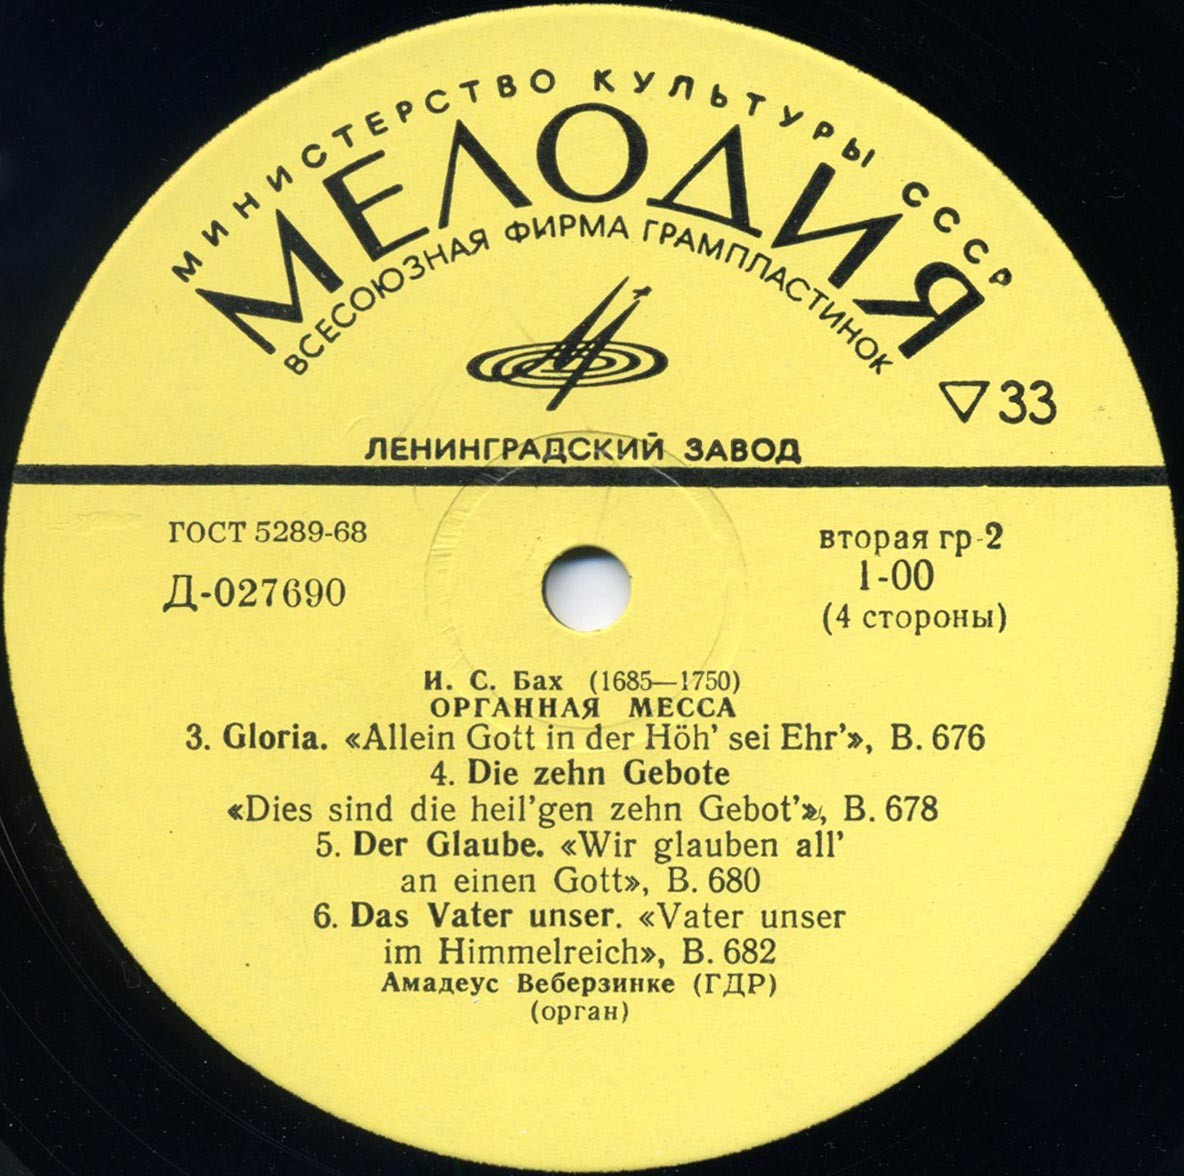 МИНИСТЕРСТВО КУЛЬТУРЫ СССР
МЕЛОДИЯ
ВСЕСОЮЗНАЯ ФИРМА ГРАМПЛАСТИНОК
▽33
ЛЕНИНГРАДСКИЙ ЗАВОД
ГОСТ 5289-68
вторая гр-2
Д-027690
1-00
(4 стороны)
И. С. Бах (1685—1750)
ОРГАННАЯ МЕССА
3. Gloria. «Allein Gott in der Höh' sei Ehr'», B. 676
4. Die zehn Gebote
«Dies sind die heil'gen zehn Gebot'», B. 678
5. Der Glaube. «Wir glauben all'
an einen Gott», B. 680
6. Das Vater unser. «Vater unser
im Himmelreich», B. 682
Амадеус Веберзинке (ГДР)
(орган)